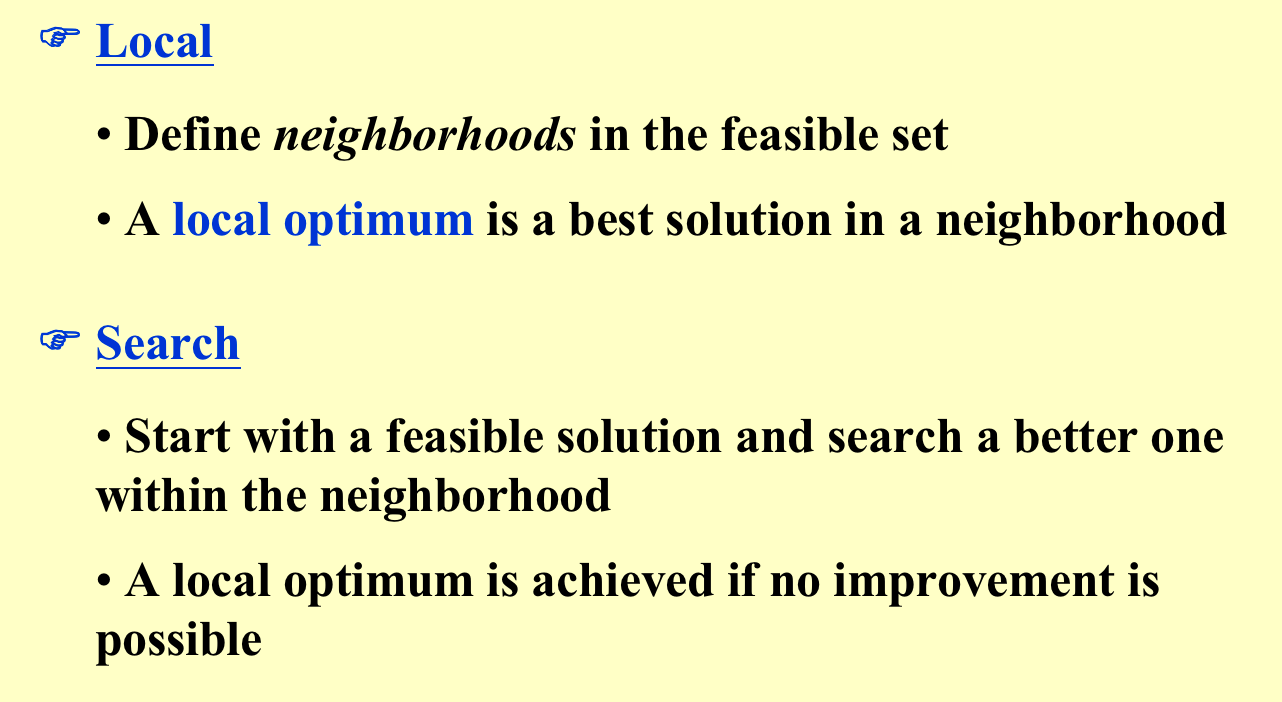 ☞ Local
• Define neighborhoods in the feasible set
• A local optimum is a best solution in a neighborhood
☞ Search
• Start with a feasible solution and search a better one
within the neighborhood
• A local optimum is achieved if no improvement is
possible